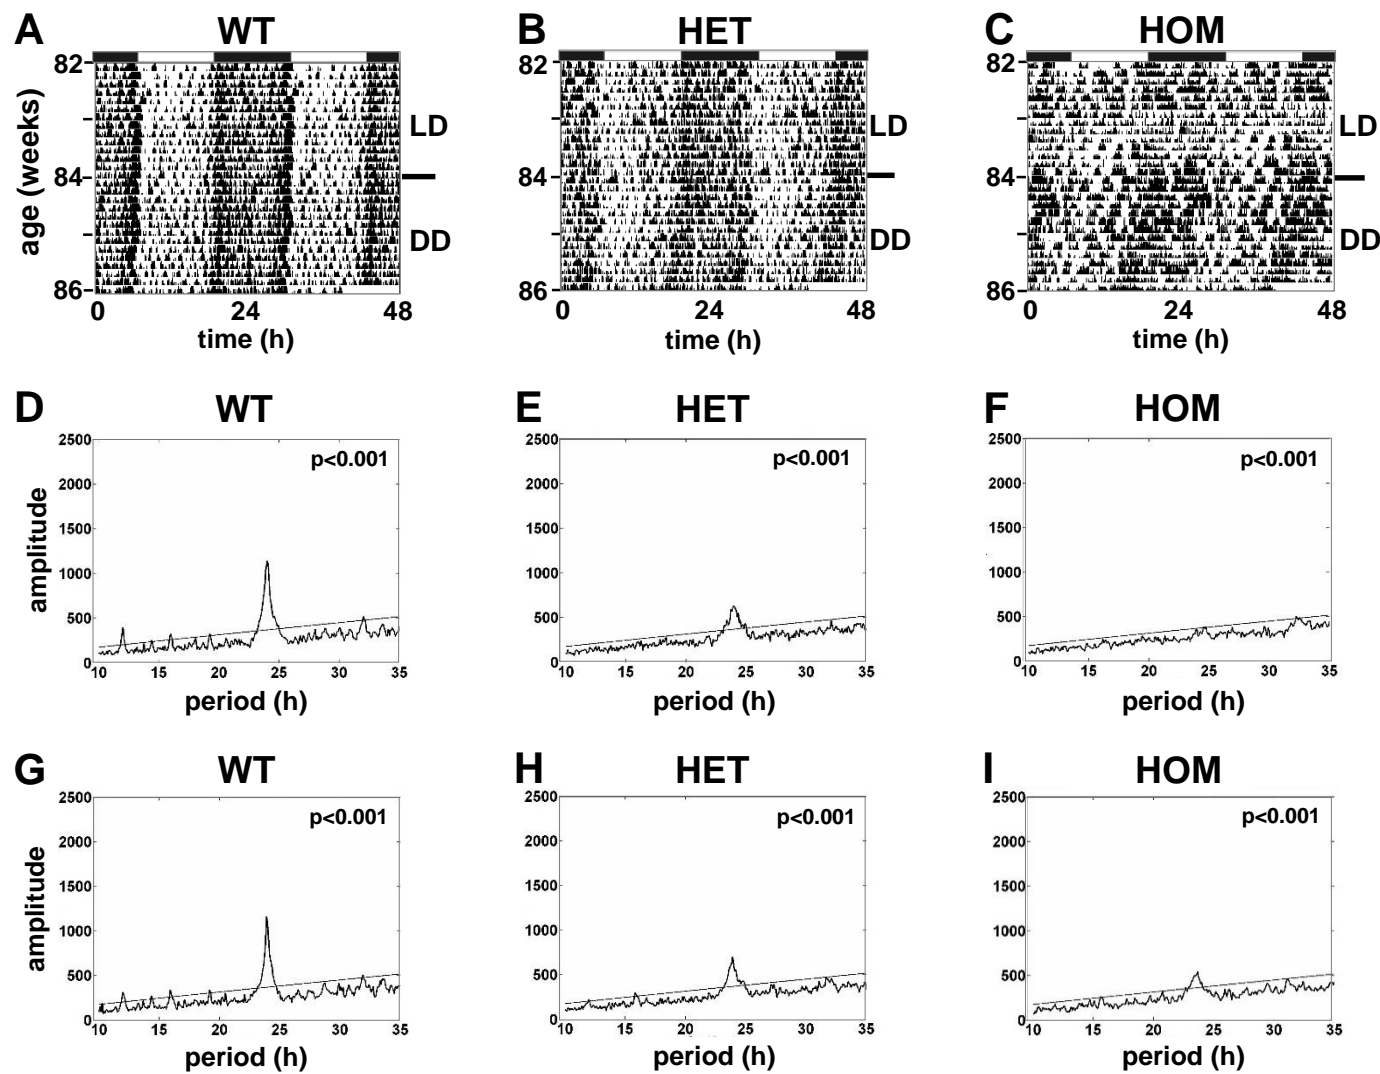 A WT B HET C HOM
82 82 82
LD LD LD
age (weeks)
84 84 84
DD DD DD
86 86 86
0 24 48 0 24 48 0 24 48
time (h) time (h) time (h)
D WT E HET F HOM
2500 2500 2500
p<0.001 p<0.001 p<0.001
2000 2000 2000
1500 1500 1500
amplitude
1000 1000 1000
500 500 500
0 0 0
10 15 20 25 30 35 10 15 20 25 30 35 10 15 20 25 30 35
period (h) period (h) period (h)
G WT H HET I HOM
2500 2500 2500
p<0.001 p<0.001 p<0.001
2000 2000 2000
1500 1500 1500
amplitude
1000 1000 1000
500 500 500
0 0 0
10 15 20 25 30 35 10 15 20 25 30 35 10 15 20 25 30 35
period (h) period (h) period (h)